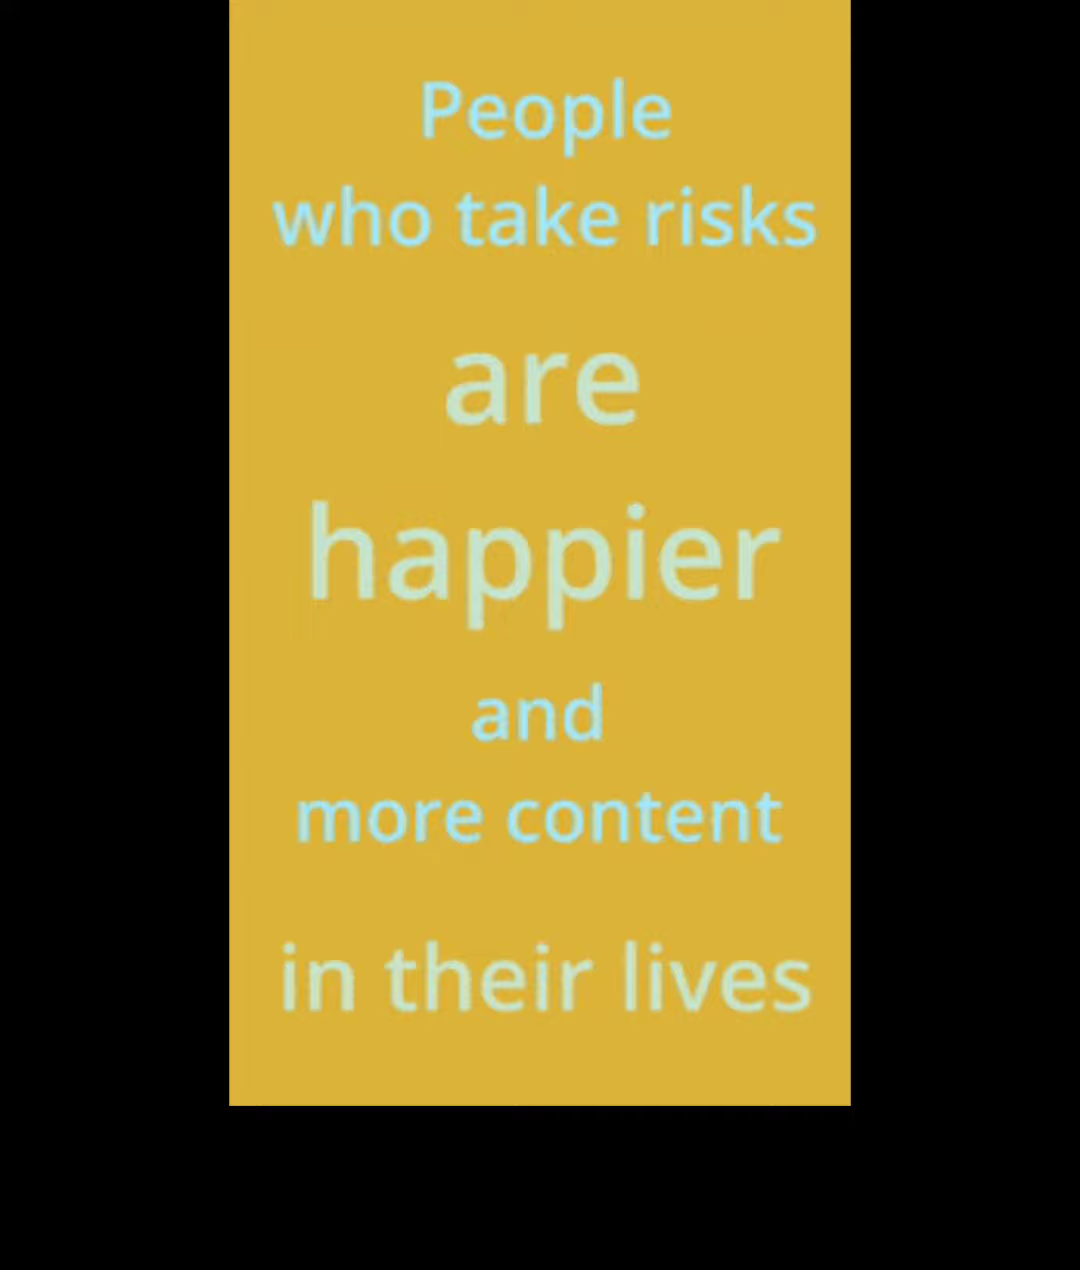 People
who take risks
are
happier
and
more content
in their lives